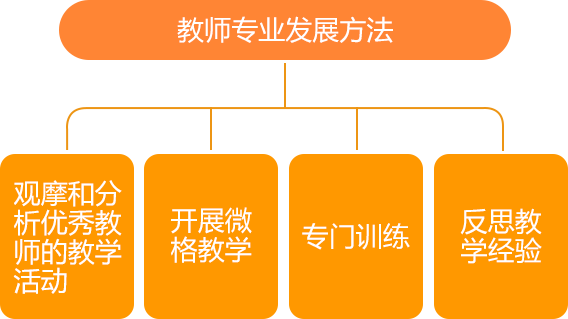 教师专业发展方法
观摩和分
析优秀教
师的教学
活动
开展微
格教学
专门训练
反思教
学经验